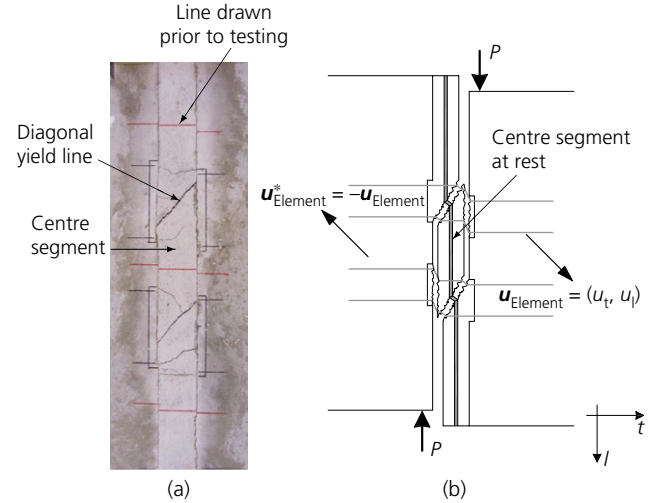 Line drawn
prior to testing
Diagonal
yield line
Centre
segment
(a)
P
Centre segment
at rest
u*Element = –uElement
uElement = (ut, ul)
t
l
P
(b)